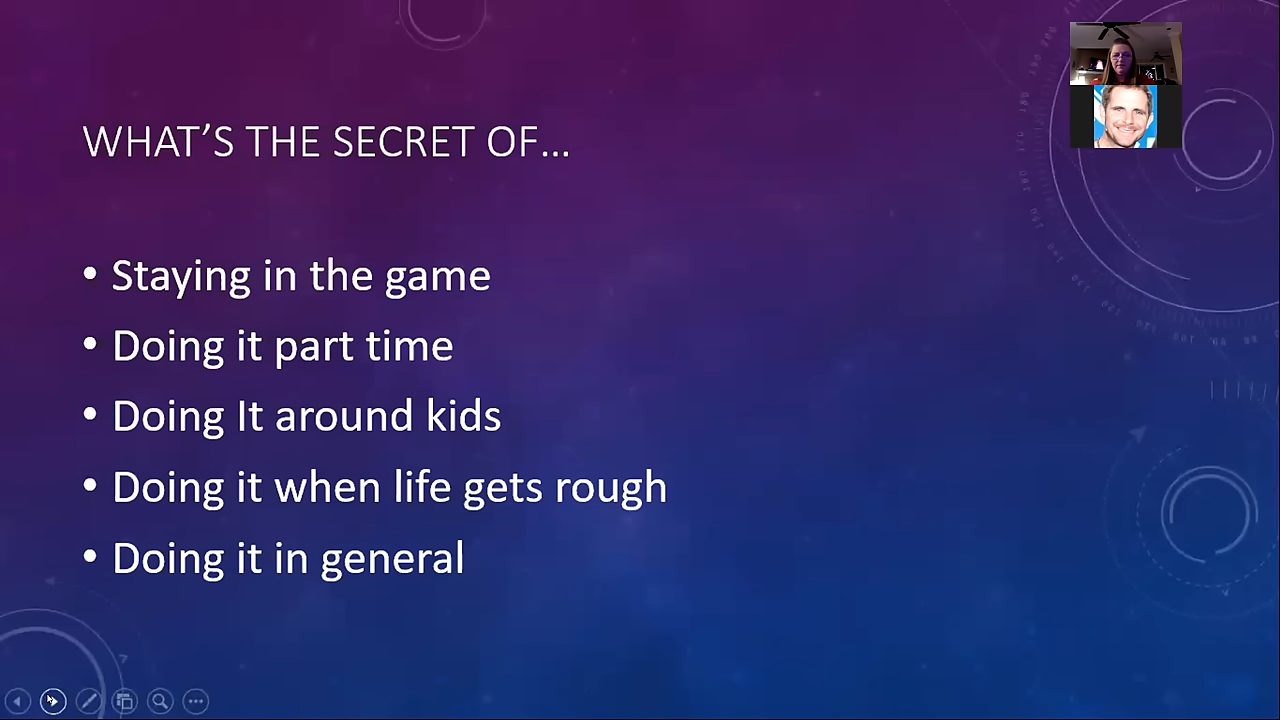 WHAT'S THE SECRET OF...
• Staying in the game
• Doing it part time
• Doing It around kids
• Doing it when life gets rough
• Doing it in general